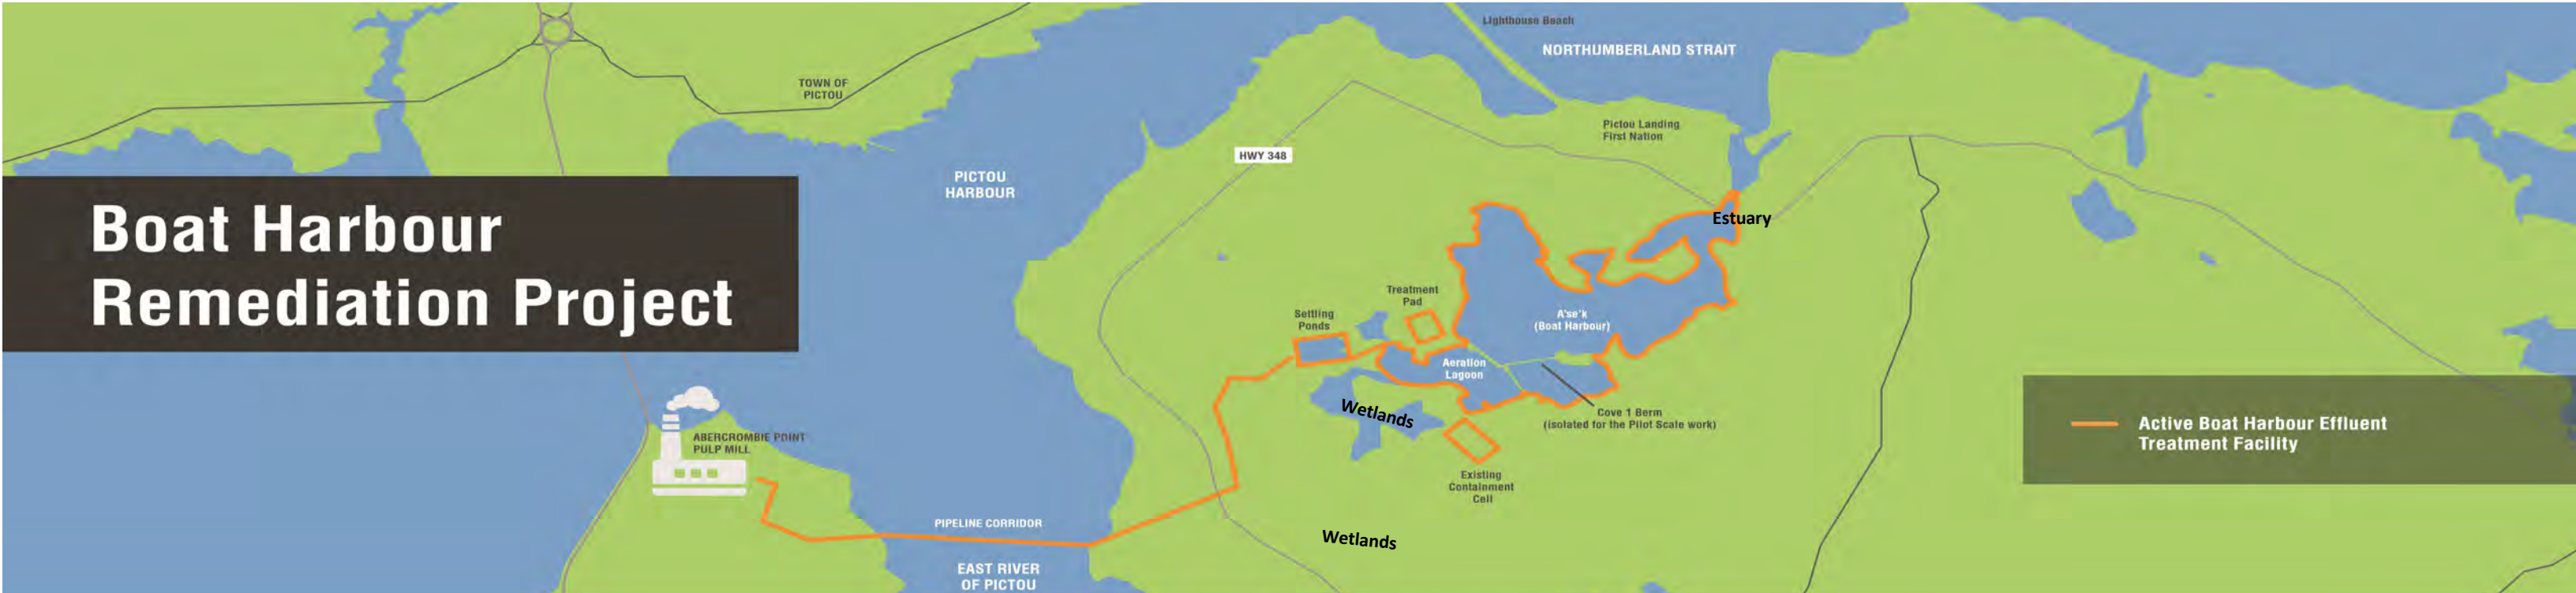 Lighthouse Beach
NORTHUMBERLAND STRAIT
TOWN OF
PICTOU
Pictou Landing
First Nation
HWY 348
PICTOU
HARBOUR
Boat Harbour
Remediation Project
Estuary
Treatment
Pad
Settling
Ponds
A'se'k
(Boat Harbour)
Aeration
Lagoon
Wetlands
Cove 1 Berm
(isolated for the Pilot Scale work)
Active Boat Harbour Effluent
Treatment Facility
ABERCROMBIE POINT
PULP MILL
Existing
Containment
Cell
PIPELINE CORRIDOR
Wetlands
EAST RIVER
OF PICTOU